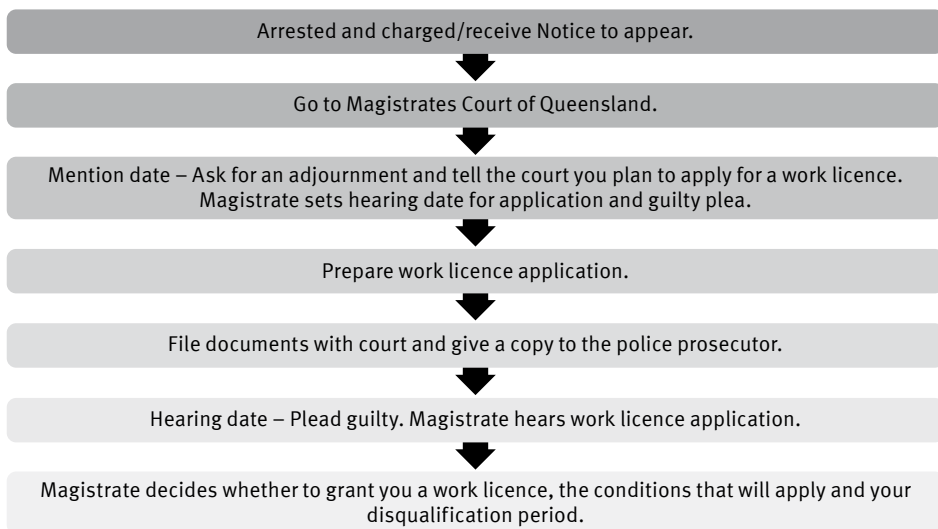 Arrested and charged/receive Notice to appear.
Go to Magistrates Court of Queensland.
Mention date – Ask for an adjournment and tell the court you plan to apply for a work licence.
Magistrate sets hearing date for application and guilty plea.
Prepare work licence application.
File documents with court and give a copy to the police prosecutor.
Hearing date – Plead guilty. Magistrate hears work licence application.
Magistrate decides whether to grant you a work licence, the conditions that will apply and your
disqualification period.